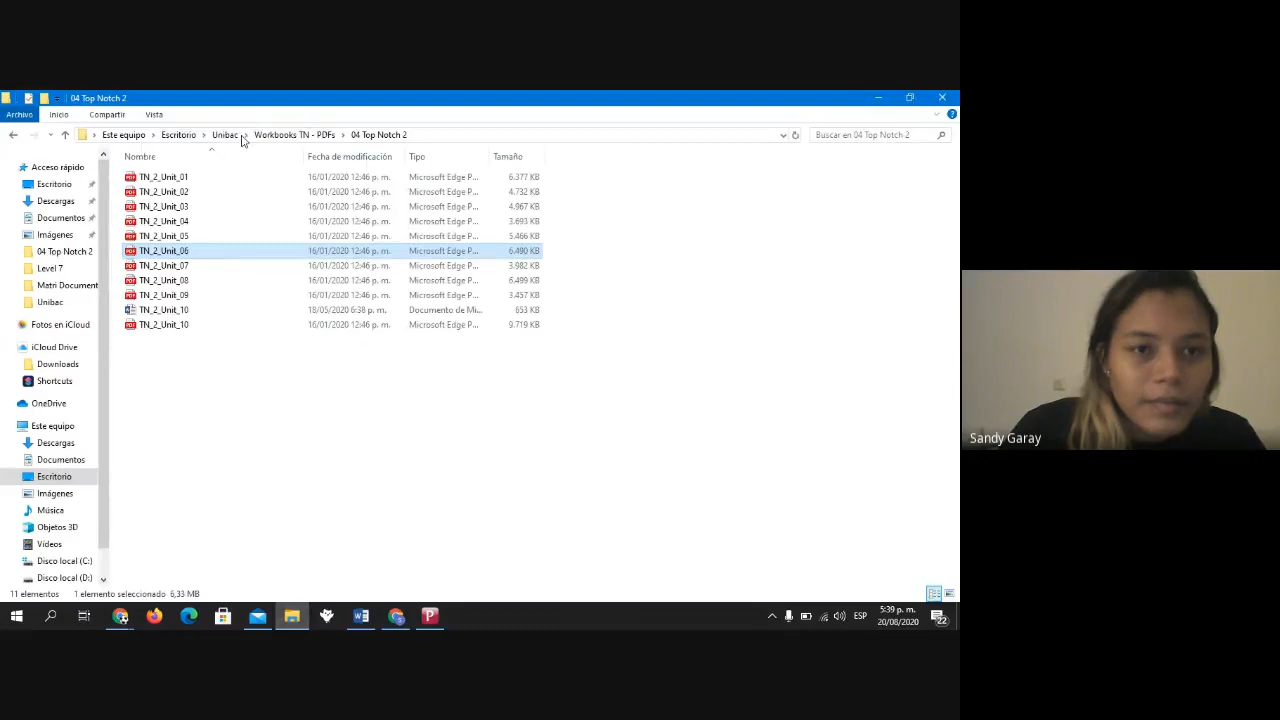 04 Top Notch 2
Archivo Inicio Compartir Vista
Este equipo Escritorio Unibac Workbooks TN - PDFs 04 Top Notch 2 Buscar en 04 Top Notch 2
Nombre Fecha de modificación Tipo Tamaño
TN_2_Unit_01 16/01/2020 12:46 p. m. Microsoft Edge P... 6.377 KB
TN_2_Unit_02 16/01/2020 12:46 p. m. Microsoft Edge P... 4.732 KB
TN_2_Unit_03 16/01/2020 12:46 p. m. Microsoft Edge P... 4.967 KB
TN_2_Unit_04 16/01/2020 12:46 p. m. Microsoft Edge P... 3.693 KB
TN_2_Unit_05 16/01/2020 12:46 p. m. Microsoft Edge P... 5.466 KB
TN_2_Unit_06 16/01/2020 12:46 p. m. Microsoft Edge P... 6.490 KB
TN_2_Unit_07 16/01/2020 12:46 p. m. Microsoft Edge P... 3.982 KB
TN_2_Unit_08 16/01/2020 12:46 p. m. Microsoft Edge P... 6.499 KB
TN_2_Unit_09 16/01/2020 12:46 p. m. Microsoft Edge P... 3.457 KB
TN_2_Unit_10 18/05/2020 6:38 p. m. Documento de Mi... 653 KB
TN_2_Unit_10 16/01/2020 12:46 p. m. Microsoft Edge P... 9.719 KB
Acceso rápido
Escritorio
Descargas
Documentos
Imágenes
04 Top Notch 2
Level 7
Matri Document
Unibac
Fotos en iCloud
iCloud Drive
Downloads
Shortcuts
OneDrive
Este equipo
Descargas
Documentos
Escritorio
Imágenes
Música
Objetos 3D
Vídeos
Disco local (C:)
Disco local (D:)
11 elementos 1 elemento seleccionado 6,33 MB
ESP
5:39 p. m.
20/08/2020
22
Sandy Garay